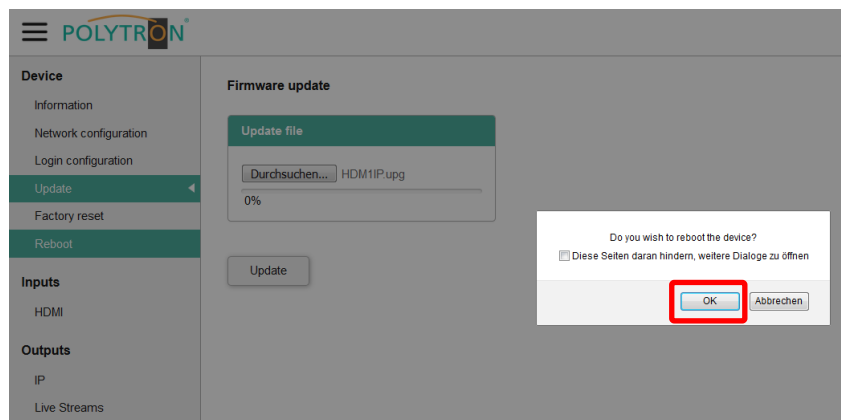 POLYTRON
Device
Information
Network configuration
Login configuration
Update
Factory reset
Reboot
Inputs
HDMI
Outputs
IP
Live Streams
Firmware update
Update file
Durchsuchen... HDM1IP.upg
0%
Update
Do you wish to reboot the device?
Diese Seiten daran hindern, weitere Dialoge zu öffnen
OK Abbrechen